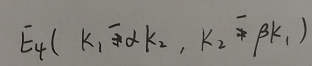 E₄( K₁ = αK₂ , K₂ = βK₁ )